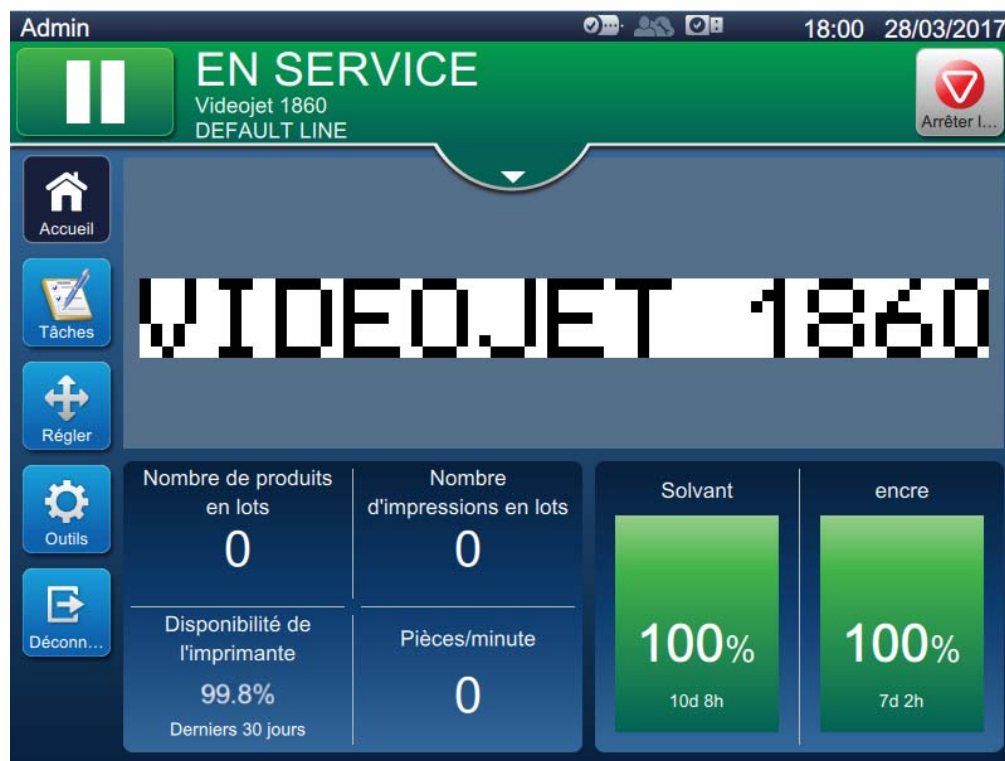 Admin 18:00 28/03/2017
EN SERVICE
Videojet 1860
DEFAULT LINE
Arrêter l...
Accueil
Tâches
Régler
Outils
Déconn...
VIDEOJET 1860
Nombre de produits
en lots
0
Nombre
d'impressions en lots
0
Disponibilité de
l'imprimante
99.8%
Derniers 30 jours
Pièces/minute
0
Solvant
100%
10d 8h
encre
100%
7d 2h